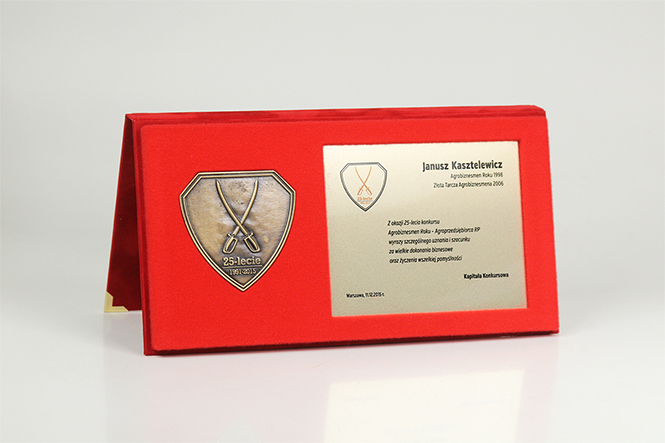 25-lecie
1991-2015
25-lecie
Janusz Kasztelewicz
Agrobiznesmen Roku 1998
Złota Tarcza Agrobiznesmena 2006
Z okazji 25-lecia konkursu
Agrobiznesmen Roku - Agroprzedsiębiorca RP
wyrazy szczególnego uznania i szacunku
za wielkie dokonania biznesowe
oraz życzenia wszelkiej pomyślności
Kapituła Konkursowa
Warszawa, 11.12.2015 r.